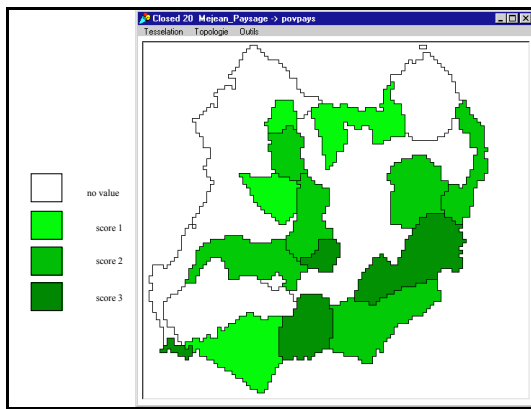 Closed 20 Mejean_Paysage -> povpays
Tesselation Topologie Outils
no value
score 1
score 2
score 3